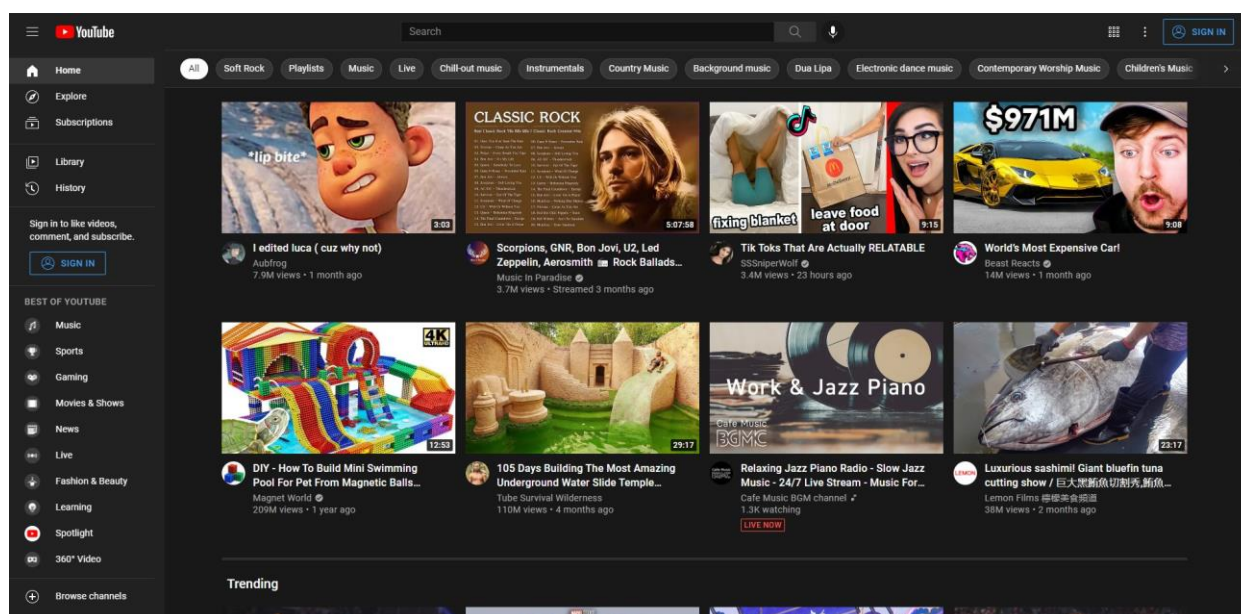 YouTube
Search
SIGN IN
Home
Explore
Subscriptions
Library
History
Sign in to like videos,
comment, and subscribe.
SIGN IN
BEST OF YOUTUBE
Music
Sports
Gaming
Movies & Shows
News
Live
Fashion & Beauty
Learning
Spotlight
360° Video
Browse channels
All Soft Rock Playlists Music Live Chill-out music Instrumentals Country Music Background music Dua Lipa Electronic dance music Contemporary Worship Music Children's Music
*lip bite*
3:03
I edited luca ( cuz why not)
Aubfrog
7.9M views • 1 month ago
CLASSIC ROCK
5:07:58
Scorpions, GNR, Bon Jovi, U2, Led
Zeppelin, Aerosmith Rock Ballads...
Music In Paradise
3.7M views • Streamed 3 months ago
fixing blanket
leave food
at door
9:15
Tik Toks That Are Actually RELATABLE
SSSniperWolf
3.4M views • 23 hours ago
$971M
9:08
World's Most Expensive Car!
Beast Reacts
14M views • 1 month ago
4K
ULTRA HD
12:53
DIY - How To Build Mini Swimming
Pool For Pet From Magnetic Balls...
Magnet World
209M views • 1 year ago
29:17
105 Days Building The Most Amazing
Underground Water Slide Temple...
Tube Survival Wilderness
110M views • 4 months ago
Work & Jazz Piano
Cafe Music
BGMC
Relaxing Jazz Piano Radio - Slow Jazz
Music - 24/7 Live Stream - Music For...
Cafe Music BGM channel
1.3K watching
LIVE NOW
23:17
LEMON
Luxurious sashimi! Giant bluefin tuna
cutting show / 巨大黑鮪魚切割秀,鮪魚...
Lemon Films 檸檬美食頻道
38M views • 2 months ago
Trending